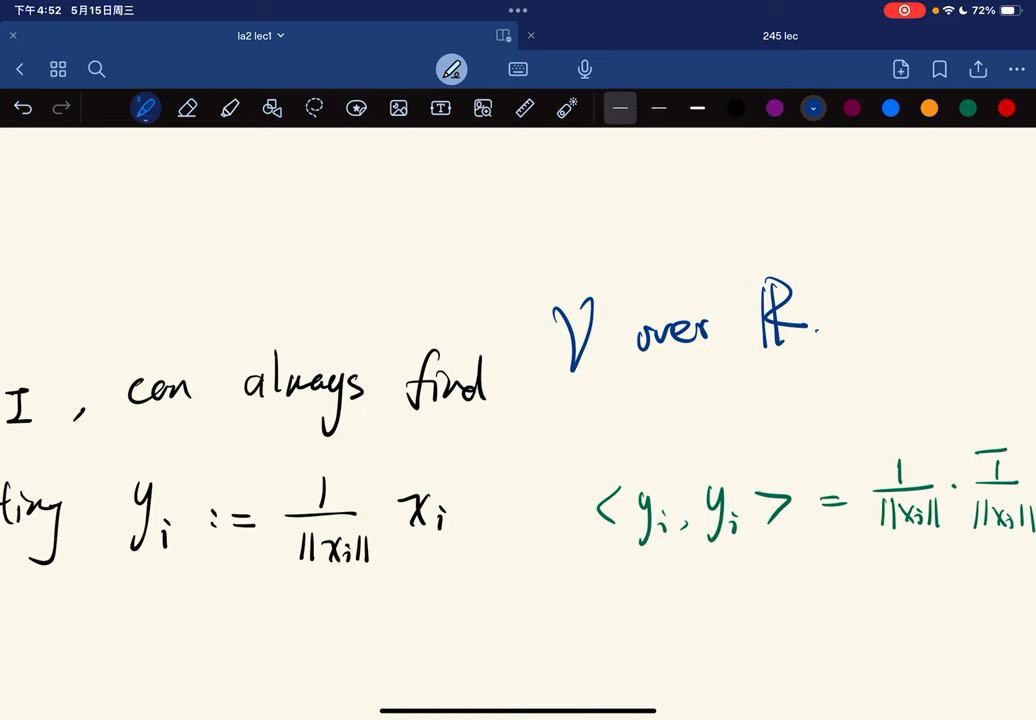 下午4:52 5月15日周三 72%
la2 lec1 245 lec
V over ℝ.
I , can always find
ting y_i := 1/||x_i|| x_i
<y_i, y_i> = 1/||x_i|| · 1̅/||x_i||